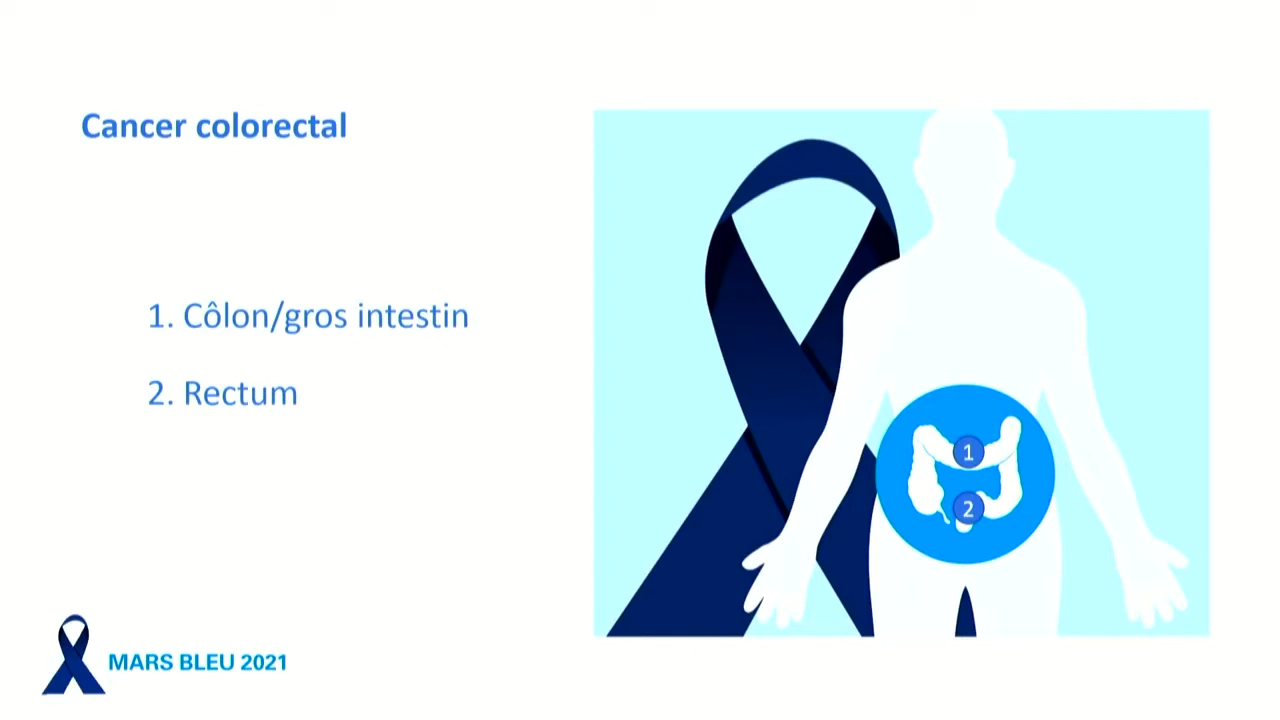 Cancer colorectal
1. Côlon/gros intestin
2. Rectum
1
2
MARS BLEU 2021